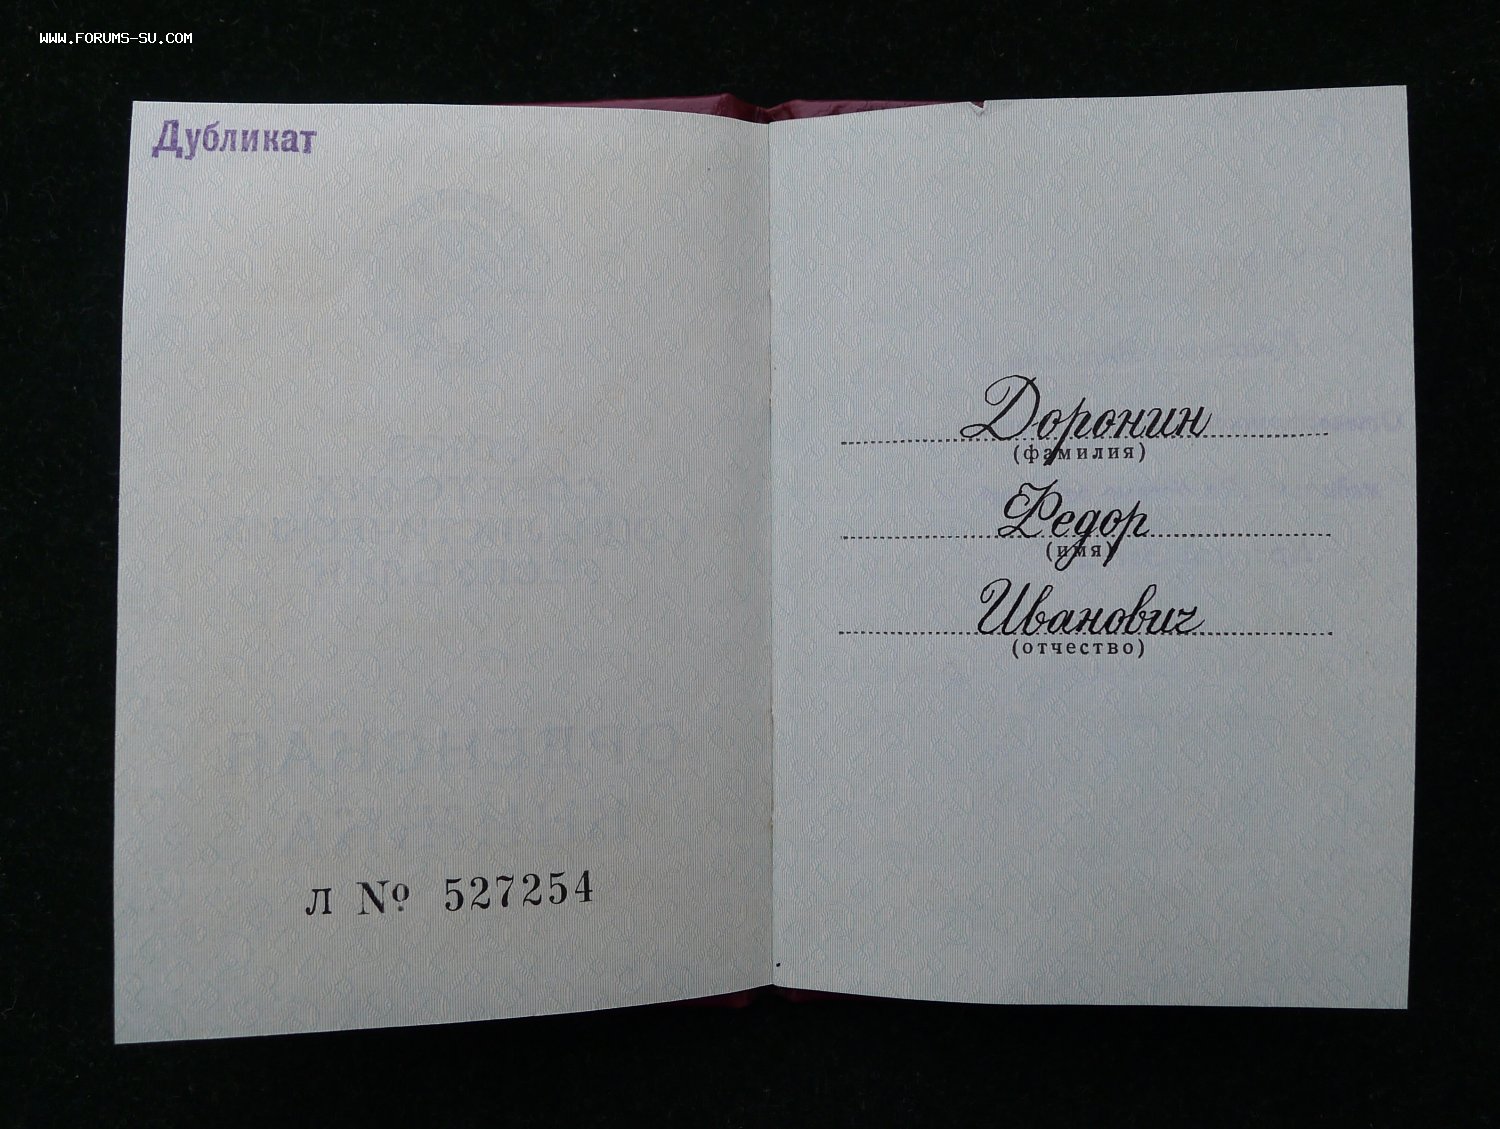 WWW.FORUMS-SU.COM
Дубликат
Л № 527254
Доронин
(фамилия)
Федор
(имя)
Иванович
(отчество)